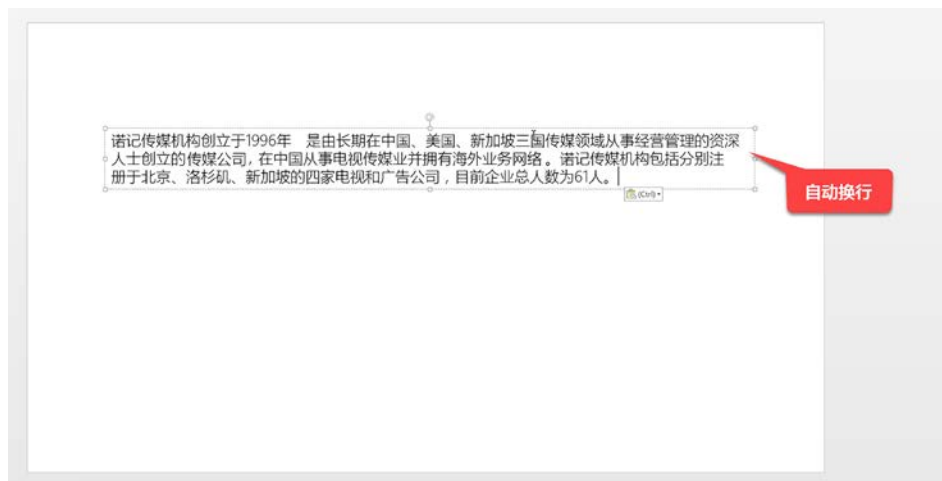 诺记传媒机构创立于1996年　是由长期在中国、美国、新加坡三国传媒领域从事经营管理的资深
人士创立的传媒公司, 在中国从事电视传媒业并拥有海外业务网络。诺记传媒机构包括分别注
册于北京、洛杉矶、新加坡的四家电视和广告公司，目前企业总人数为61人。
(Ctrl)
自动换行